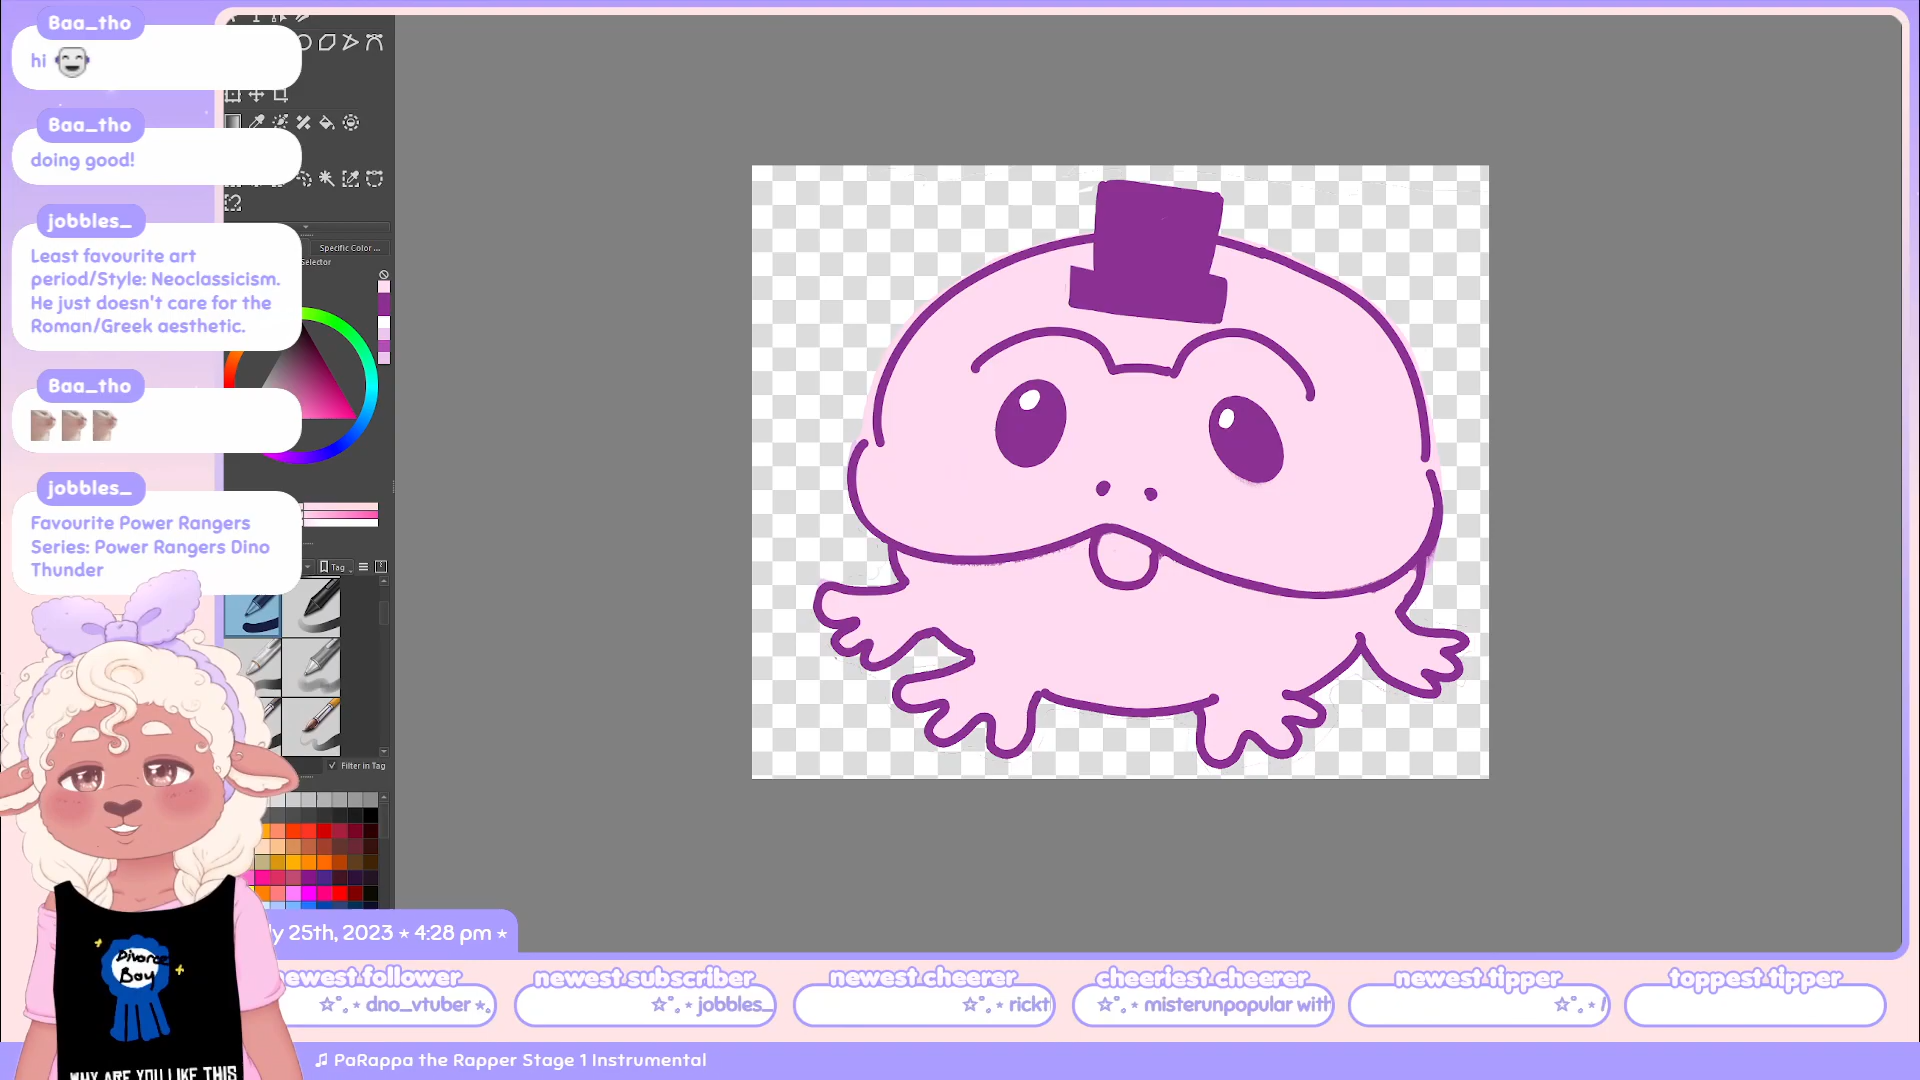 Baa_tho
hi
Baa_tho
doing good!
jobbles_
Least favourite art
period/Style: Neoclassicism.
He just doesn't care for the
Roman/Greek aesthetic.
Baa_tho
jobbles_
Favourite Power Rangers
Series: Power Rangers Dino
Thunder
Specific Color ...
Selector
Tag
Filter in Tag
Divorce
Boy
WHY ARE YOU LIKE THIS
ly 25th, 2023 ⋆ 4:28 pm ⋆
newest follower
☆˚.⋆ dno_vtuber ⋆.
newest subscriber
☆˚.⋆ jobbles_
newest cheerer
☆˚.⋆ rickt
cheeriest cheerer
☆˚.⋆ misterunpopular with
newest tipper
☆˚.⋆
toppest tipper
♫ PaRappa the Rapper Stage 1 Instrumental